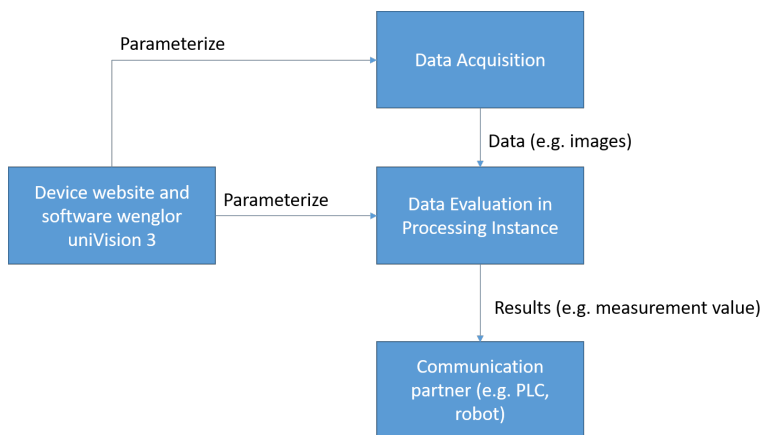 Parameterize
Data Acquisition
Data (e.g. images)
Device website and
software wenglor
uniVision 3
Parameterize
Data Evaluation in
Processing Instance
Results (e.g. measurement value)
Communication
partner (e.g. PLC,
robot)